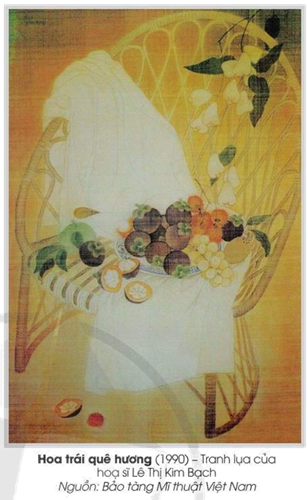 Hoa trái quê hương (1990) – Tranh lụa của
hoạ sĩ Lê Thị Kim Bạch
Nguồn: Bảo tàng Mĩ thuật Việt Nam